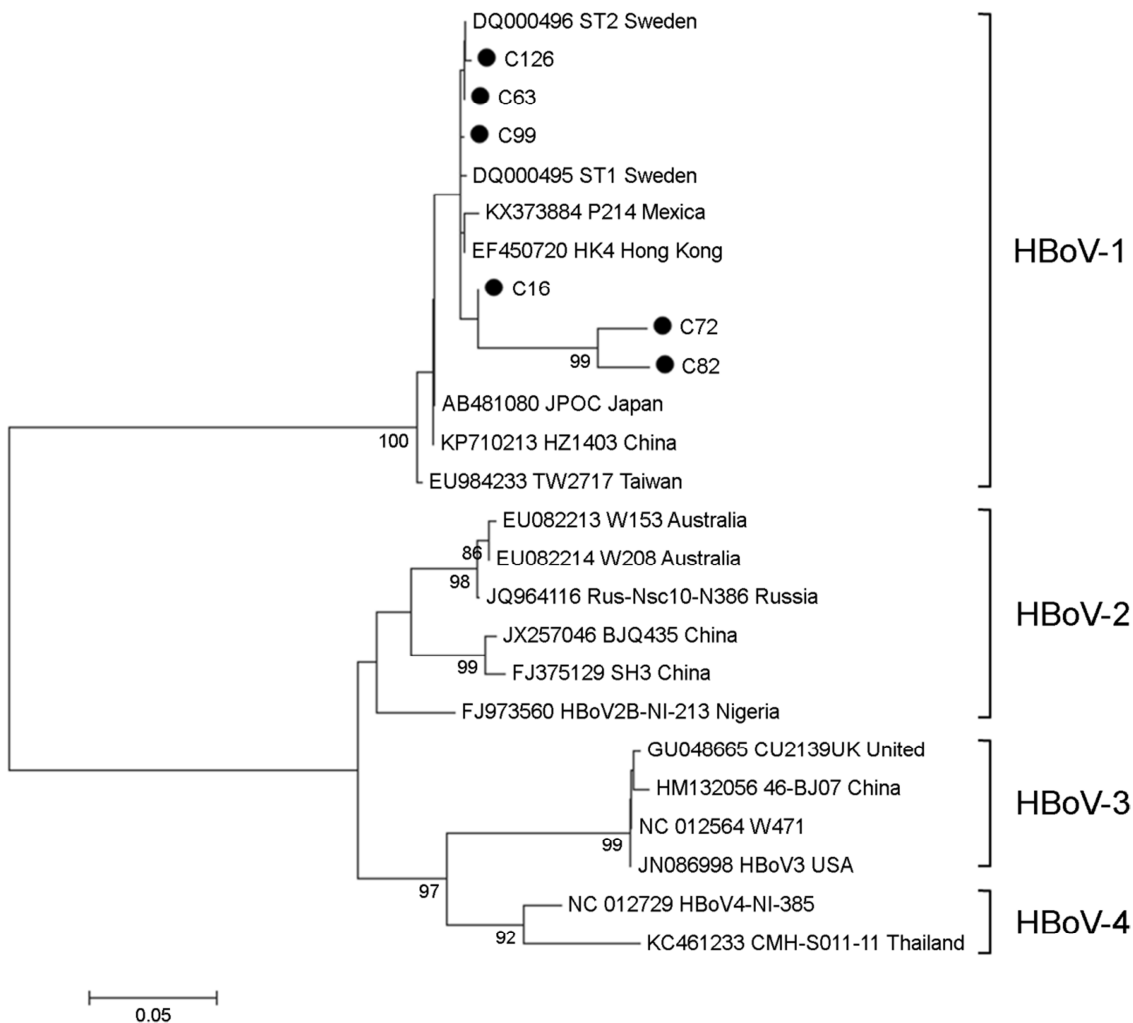 DQ000496 ST2 Sweden
C126
C63
C99
DQ000495 ST1 Sweden
KX373884 P214 Mexica
EF450720 HK4 Hong Kong
HBoV-1
C16
C72
99
C82
AB481080 JPOC Japan
100
KP710213 HZ1403 China
EU984233 TW2717 Taiwan
EU082213 W153 Australia
86
EU082214 W208 Australia
98
JQ964116 Rus-Nsc10-N386 Russia
HBoV-2
JX257046 BJQ435 China
99
FJ375129 SH3 China
FJ973560 HBoV2B-NI-213 Nigeria
GU048665 CU2139UK United
HM132056 46-BJ07 China
HBoV-3
NC 012564 W471
99
JN086998 HBoV3 USA
97
NC 012729 HBoV4-NI-385
HBoV-4
92
KC461233 CMH-S011-11 Thailand
0.05